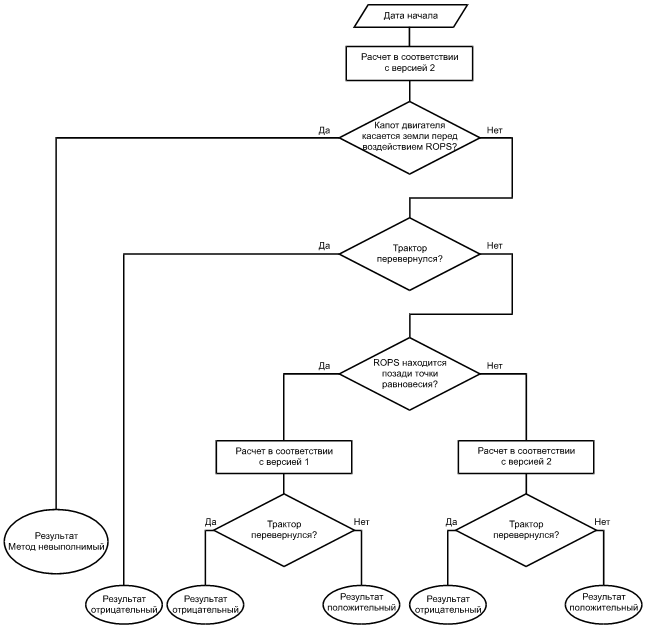 Дата начала
Расчет в соответствии
с версией 2
Капот двигателя
касается земли перед
воздействием ROPS?
Да
Нет
Трактор
перевернулся?
Да
Нет
ROPS находится
позади точки
равновесия?
Да
Нет
Расчет в соответствии
с версией 1
Расчет в соответствии
с версией 2
Трактор
перевернулся?
Да
Нет
Трактор
перевернулся?
Да
Нет
Результат
Метод невыполнимый
Результат
отрицательный
Результат
отрицательный
Результат
положительный
Результат
отрицательный
Результат
положительный